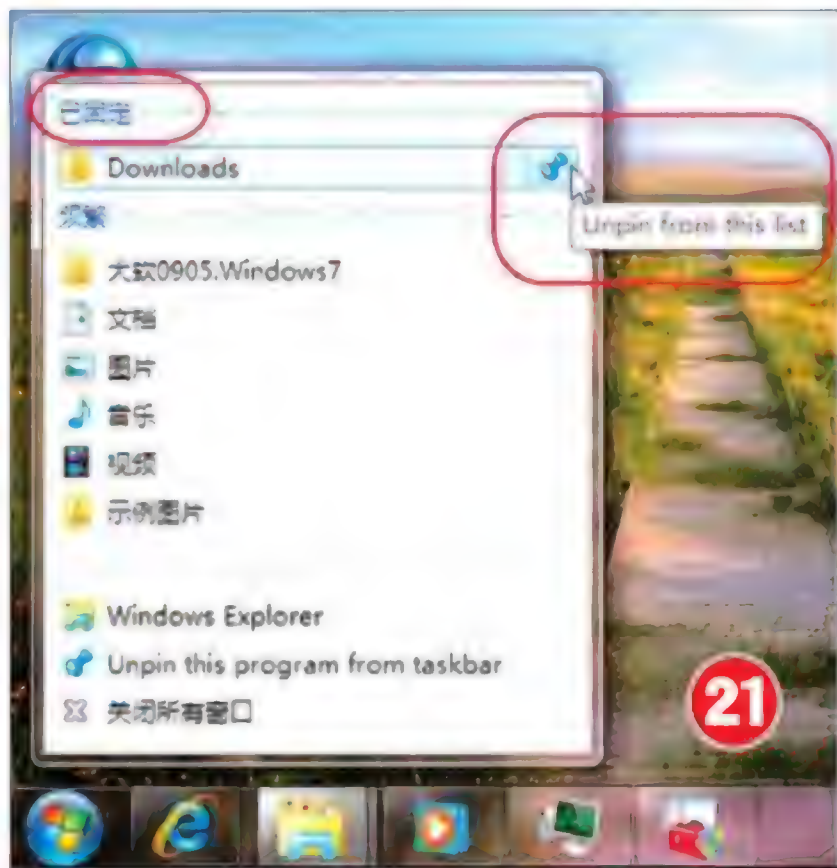 已固定
Downloads
Unpin from this list
频繁
大软0905.Windows7
文档
图片
音乐
视频
示例图片
Windows Explorer
Unpin this program from taskbar
关闭所有窗口
21